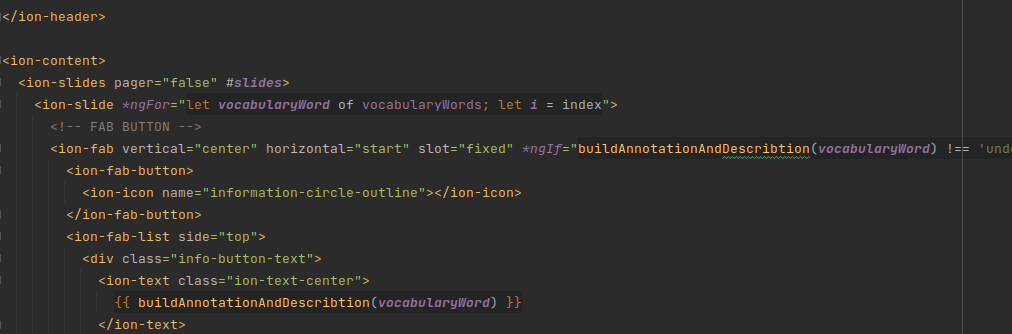 </ion-header>
<ion-content>
<ion-slides pager="false" #slides>
<ion-slide *ngFor="let vocabularyWord of vocabularyWords; let i = index">
<!-- FAB BUTTON -->
<ion-fab vertical="center" horizontal="start" slot="fixed" *ngIf="buildAnnotationAndDescribtion(vocabularyWord) !== 'unde
<ion-fab-button>
<ion-icon name="information-circle-outline"></ion-icon>
</ion-fab-button>
<ion-fab-list side="top">
<div class="info-button-text">
<ion-text class="ion-text-center">
{{ buildAnnotationAndDescribtion(vocabularyWord) }}
</ion-text>